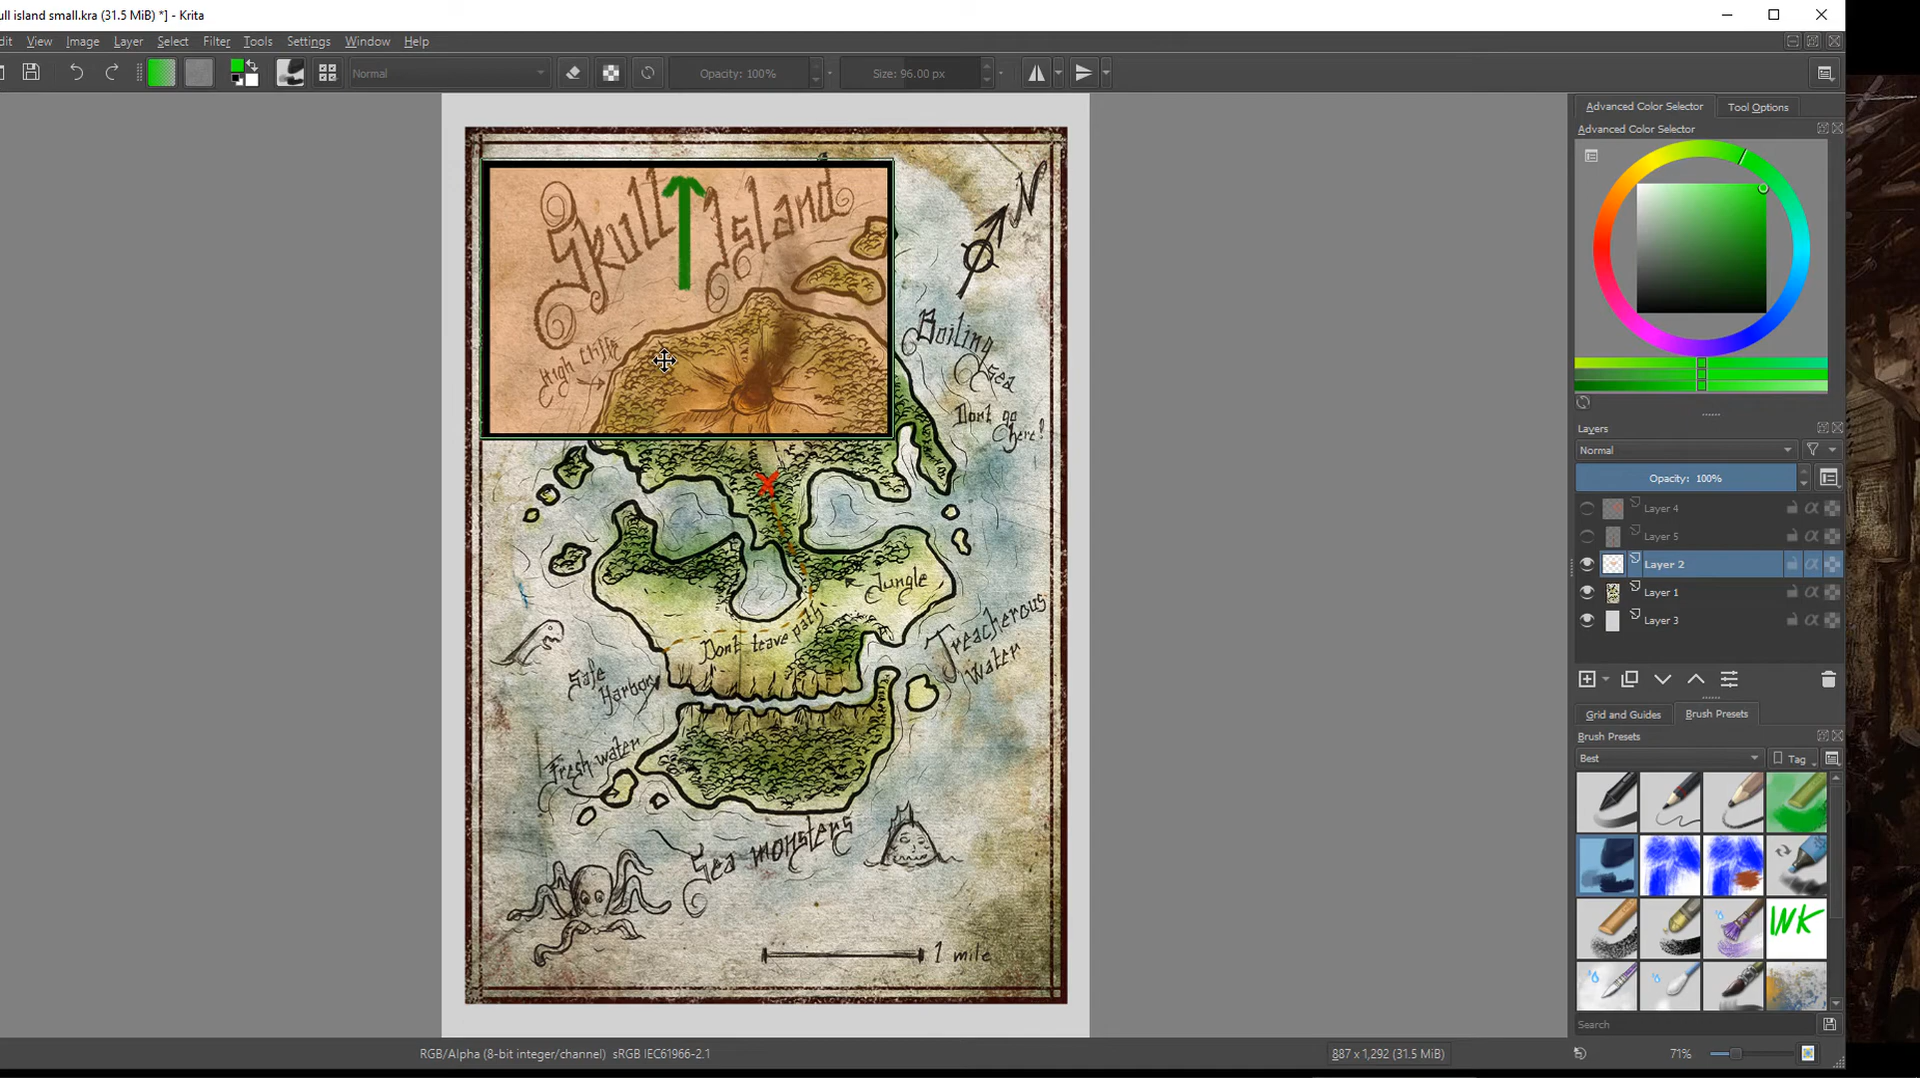 ull island small.kra (31.5 MiB) *] - Krita
dit View Image Layer Select Filter Tools Settings Window Help
Normal
Opacity: 100%
Size: 96.00 px
Advanced Color Selector
Tool Options
Advanced Color Selector
Skull Island
N
High Cliffs
Boiling
Sea
Dont go
here!
Jungle
Dont leave path
Treacherous
Water
Safe
Harbor
Fresh water
Sea monsters
1 mile
Layers
Normal
Opacity: 100%
Layer 4
Layer 5
Layer 2
Layer 1
Layer 3
Grid and Guides
Brush Presets
Brush Presets
Best
Tag
INK
Search
RGB/Alpha (8-bit integer/channel) sRGB IEC61966-2.1
887 x 1,292 (31.5 MiB)
71%